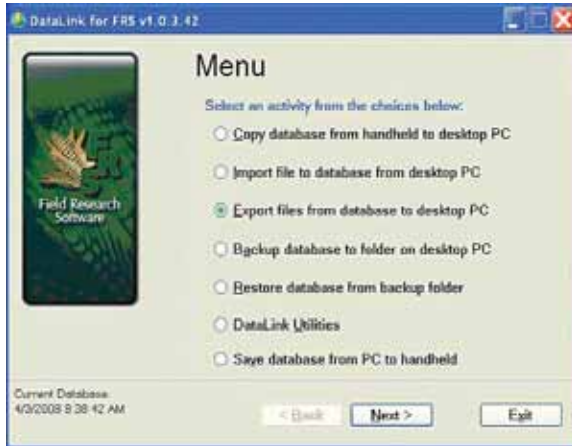 DataLink for FRS v1.0.3.42
Menu
Select an activity from the choices below:
Copy database from handheld to desktop PC
Import file to database from desktop PC
Export files from database to desktop PC
Backup database to folder on desktop PC
Restore database from backup folder
DataLink Utilities
Save database from PC to handheld
FRS
Field Research
Software
Current Database:
4/3/2008 8:38:42 AM
< Back
Next >
Exit